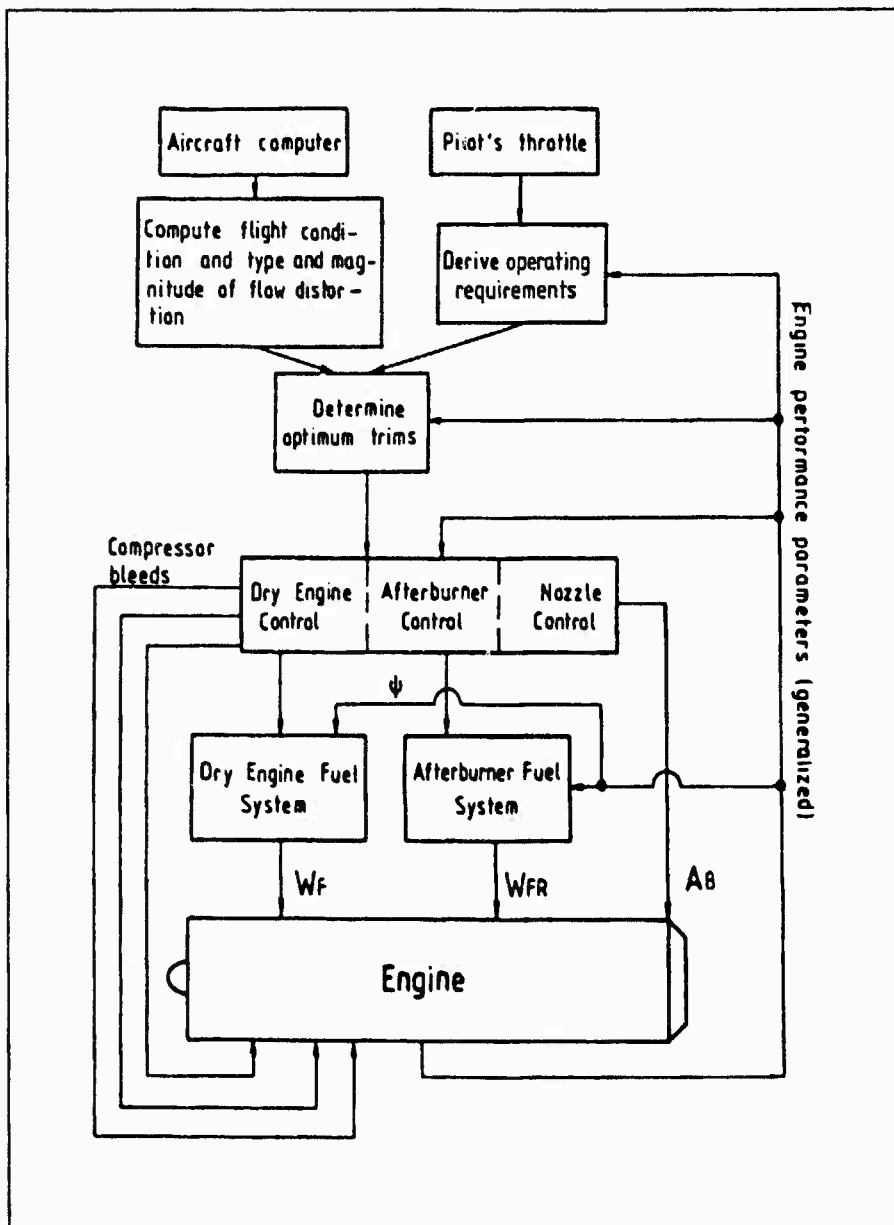 Aircraft computer
Pilot's throttle
Compute flight condi-
tion and type and mag-
nitude of flow distor-
tion
Derive operating
requirements
Determine
optimum trims
Engine performance parameters (generalized)
Compressor
bleeds
Dry Engine
Control
Afterburner
Control
Nozzle
Control
ψ
Dry Engine Fuel
System
Afterburner Fuel
System
WF
WFR
A8
Engine